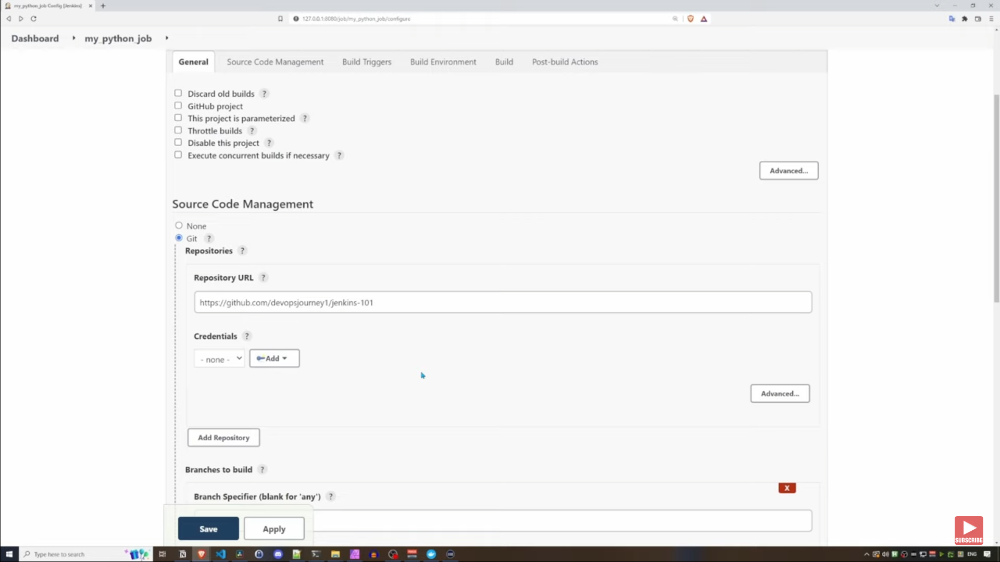 my_python_job Config [Jenkins]
127.0.0.1:8080/job/my_python_job/configure
Dashboard
my_python_job
General
Source Code Management
Build Triggers
Build Environment
Build
Post-build Actions
Discard old builds ?
GitHub project
This project is parameterized ?
Throttle builds ?
Disable this project ?
Execute concurrent builds if necessary ?
Advanced...
Source Code Management
None
Git ?
Repositories ?
Repository URL ?
https://github.com/devopsjourney1/jenkins-101
Credentials ?
- none -
Add
Advanced...
Add Repository
Branches to build ?
X
Branch Specifier (blank for 'any') ?
Save
Apply
SUBSCRIBE
Type here to search
ENG